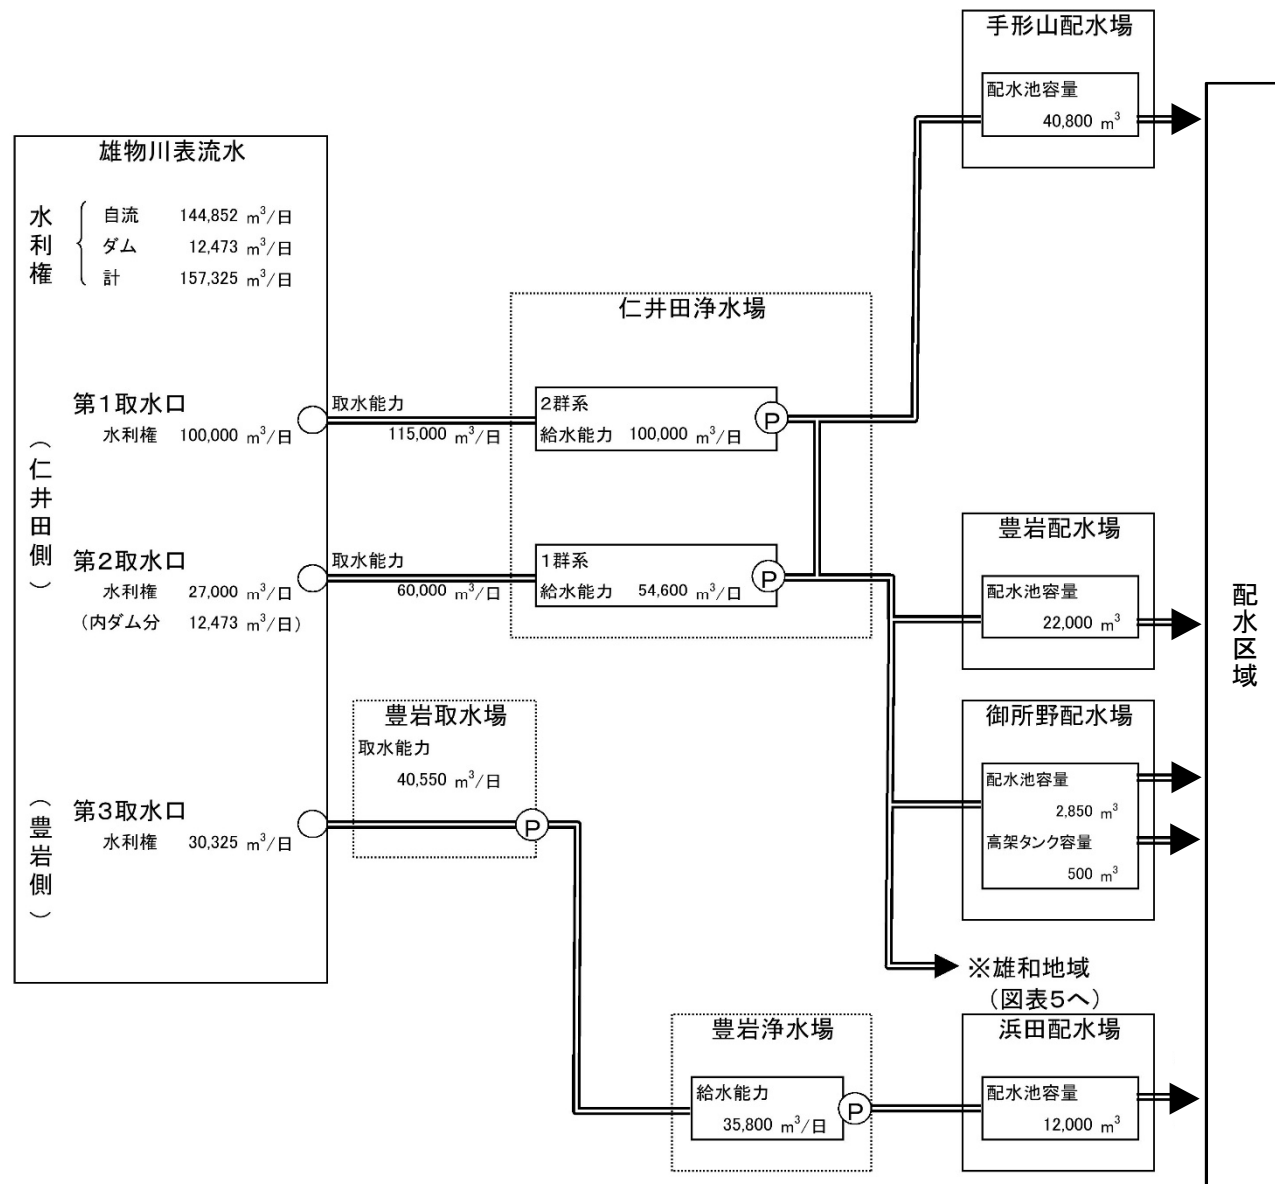 手形山配水場
配水池容量
40,800 m³
雄物川表流水
水利権
自流 144,852 m³/日
ダム 12,473 m³/日
計 157,325 m³/日
(仁井田側)
第1取水口
水利権 100,000 m³/日
取水能力
115,000 m³/日
仁井田浄水場
2群系
給水能力 100,000 m³/日
P
第2取水口
水利権 27,000 m³/日
(内ダム分 12,473 m³/日)
取水能力
60,000 m³/日
1群系
給水能力 54,600 m³/日
P
豊岩配水場
配水池容量
22,000 m³
配水区域
豊岩取水場
取水能力
40,550 m³/日
P
(豊岩側)
第3取水口
水利権 30,325 m³/日
御所野配水場
配水池容量
2,850 m³
高架タンク容量
500 m³
※雄和地域
(図表5へ)
豊岩浄水場
給水能力
35,800 m³/日
P
浜田配水場
配水池容量
12,000 m³